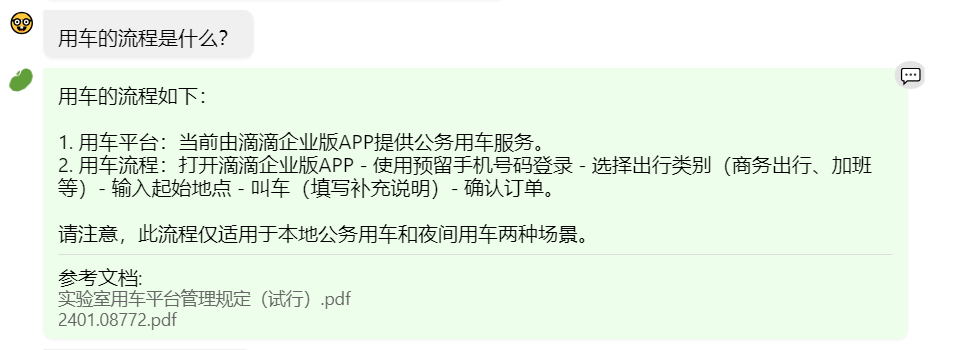 用车的流程是什么？
用车的流程如下：
1. 用车平台：当前由滴滴企业版APP提供公务用车服务。
2. 用车流程：打开滴滴企业版APP - 使用预留手机号码登录 - 选择出行类别（商务出行、加班
等）- 输入起始地点 - 叫车（填写补充说明）- 确认订单。
请注意，此流程仅适用于本地公务用车和夜间用车两种场景。
参考文档:
实验室用车平台管理规定（试行）.pdf
2401.08772.pdf